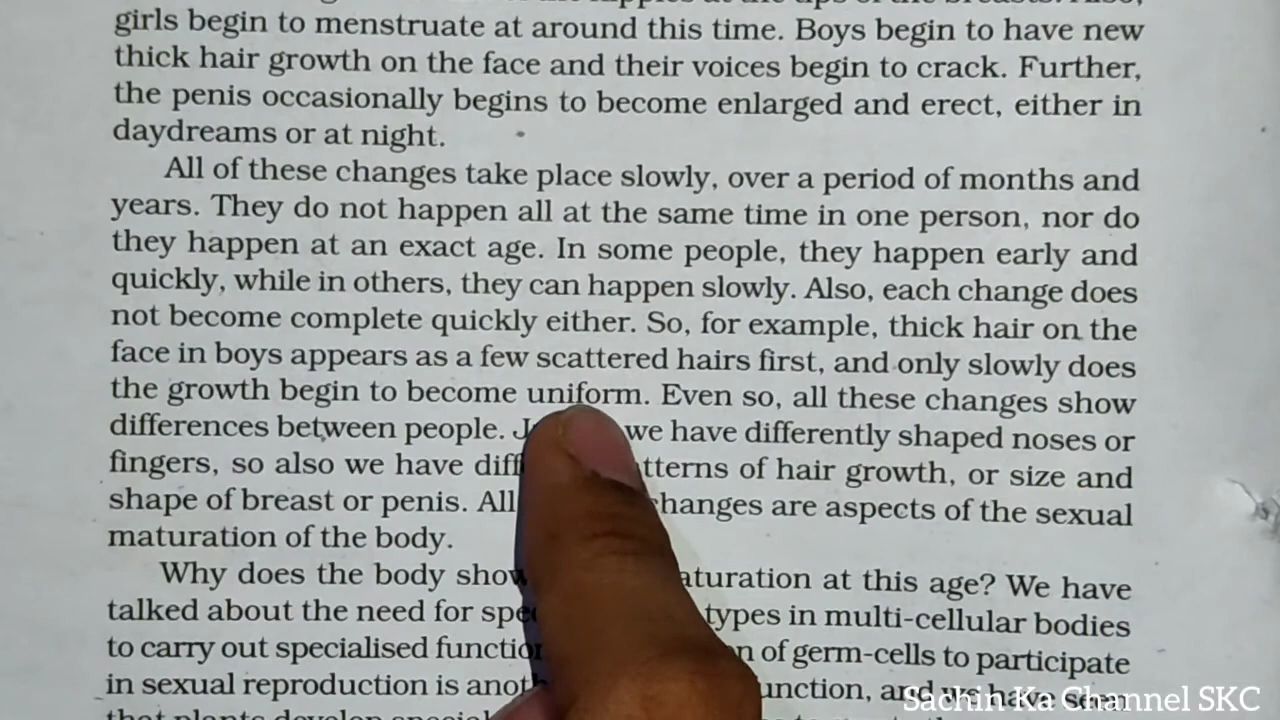 girls begin to menstruate at around this time. Boys begin to have new
thick hair growth on the face and their voices begin to crack. Further,
the penis occasionally begins to become enlarged and erect, either in
daydreams or at night.
All of these changes take place slowly, over a period of months and
years. They do not happen all at the same time in one person, nor do
they happen at an exact age. In some people, they happen early and
quickly, while in others, they can happen slowly. Also, each change does
not become complete quickly either. So, for example, thick hair on the
face in boys appears as a few scattered hairs first, and only slowly does
the growth begin to become uniform. Even so, all these changes show
differences between people. we have differently shaped noses or
fingers, so also we have of hair growth, or size and
shape of breast or penis. All changes are aspects of the sexual
maturation of the body.
Why does the body at this age? We have
talked about the need for types in multi-cellular bodies
to carry out specialised of germ-cells to participate
in sexual reproduction is and we have seen
Sachin Ka Channel SKC